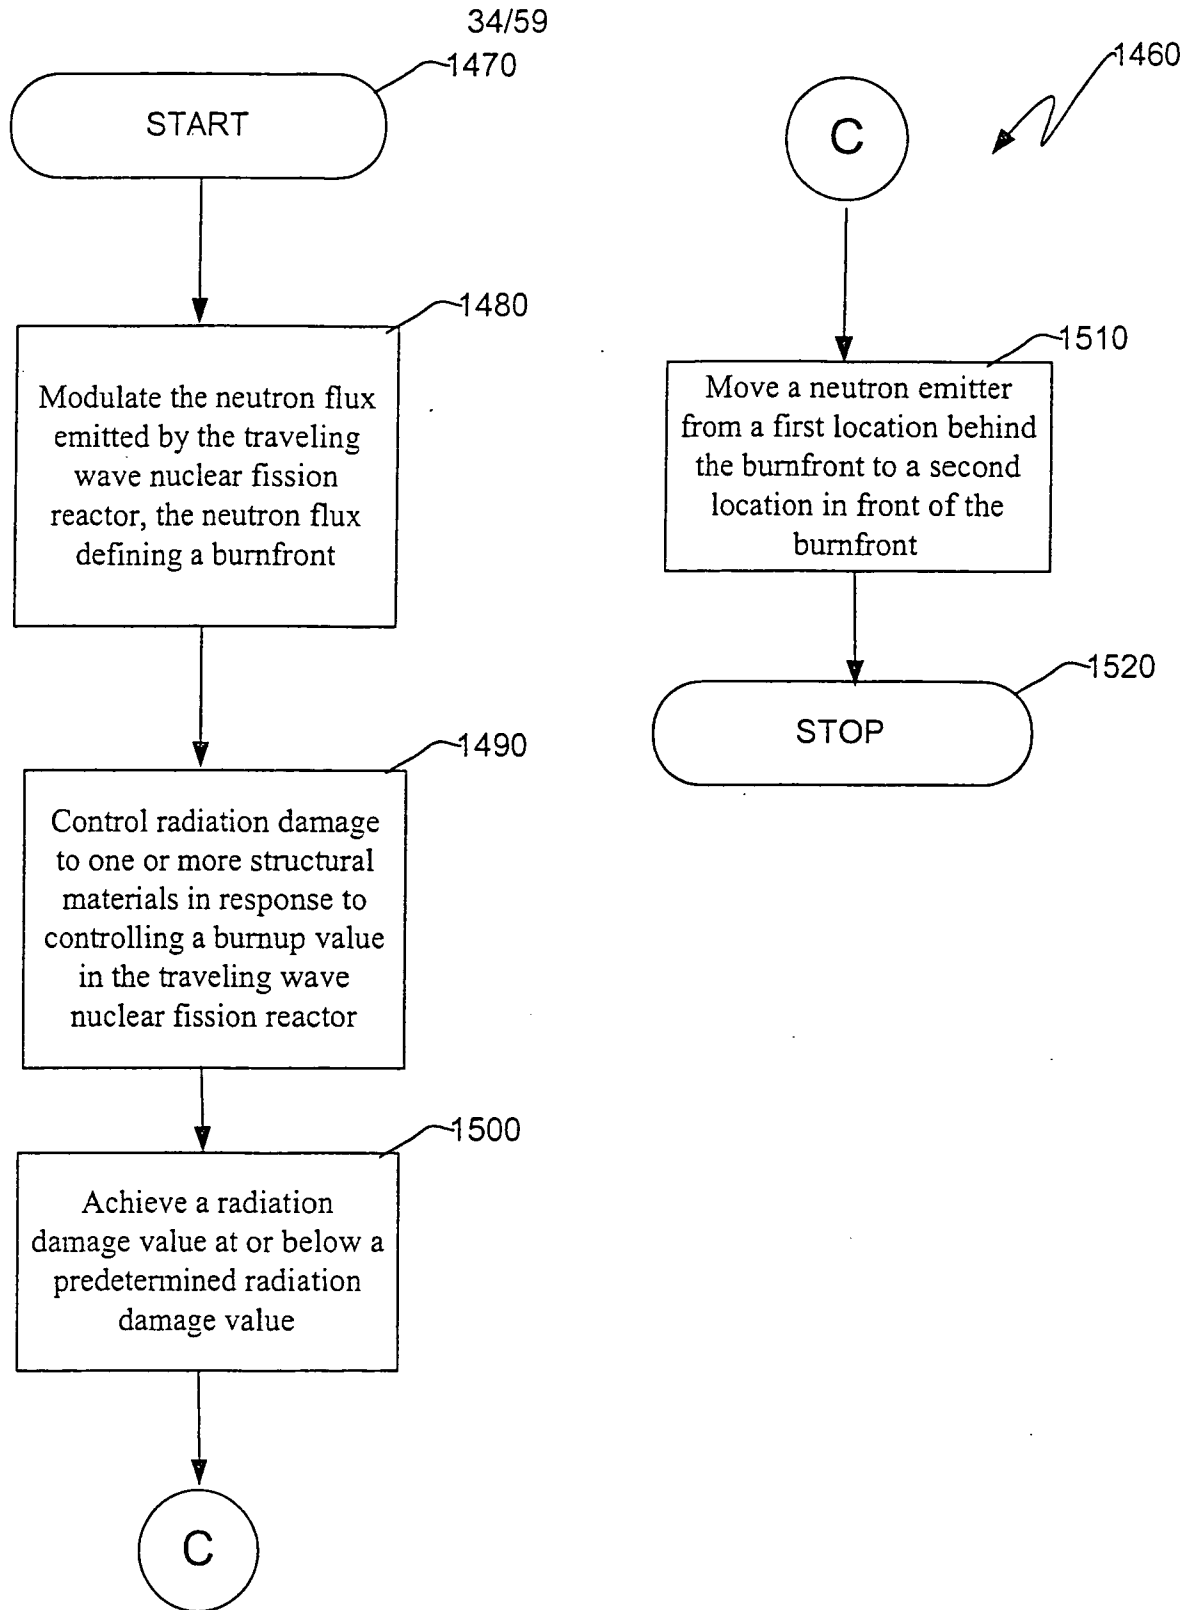 34/59
1470
START
1480
Modulate the neutron flux
emitted by the traveling
wave nuclear fission
reactor, the neutron flux
defining a burnfront
1490
Control radiation damage
to one or more structural
materials in response to
controlling a burnup value
in the traveling wave
nuclear fission reactor
1500
Achieve a radiation
damage value at or below a
predetermined radiation
damage value
C
1460
C
1510
Move a neutron emitter
from a first location behind
the burnfront to a second
location in front of the
burnfront
1520
STOP